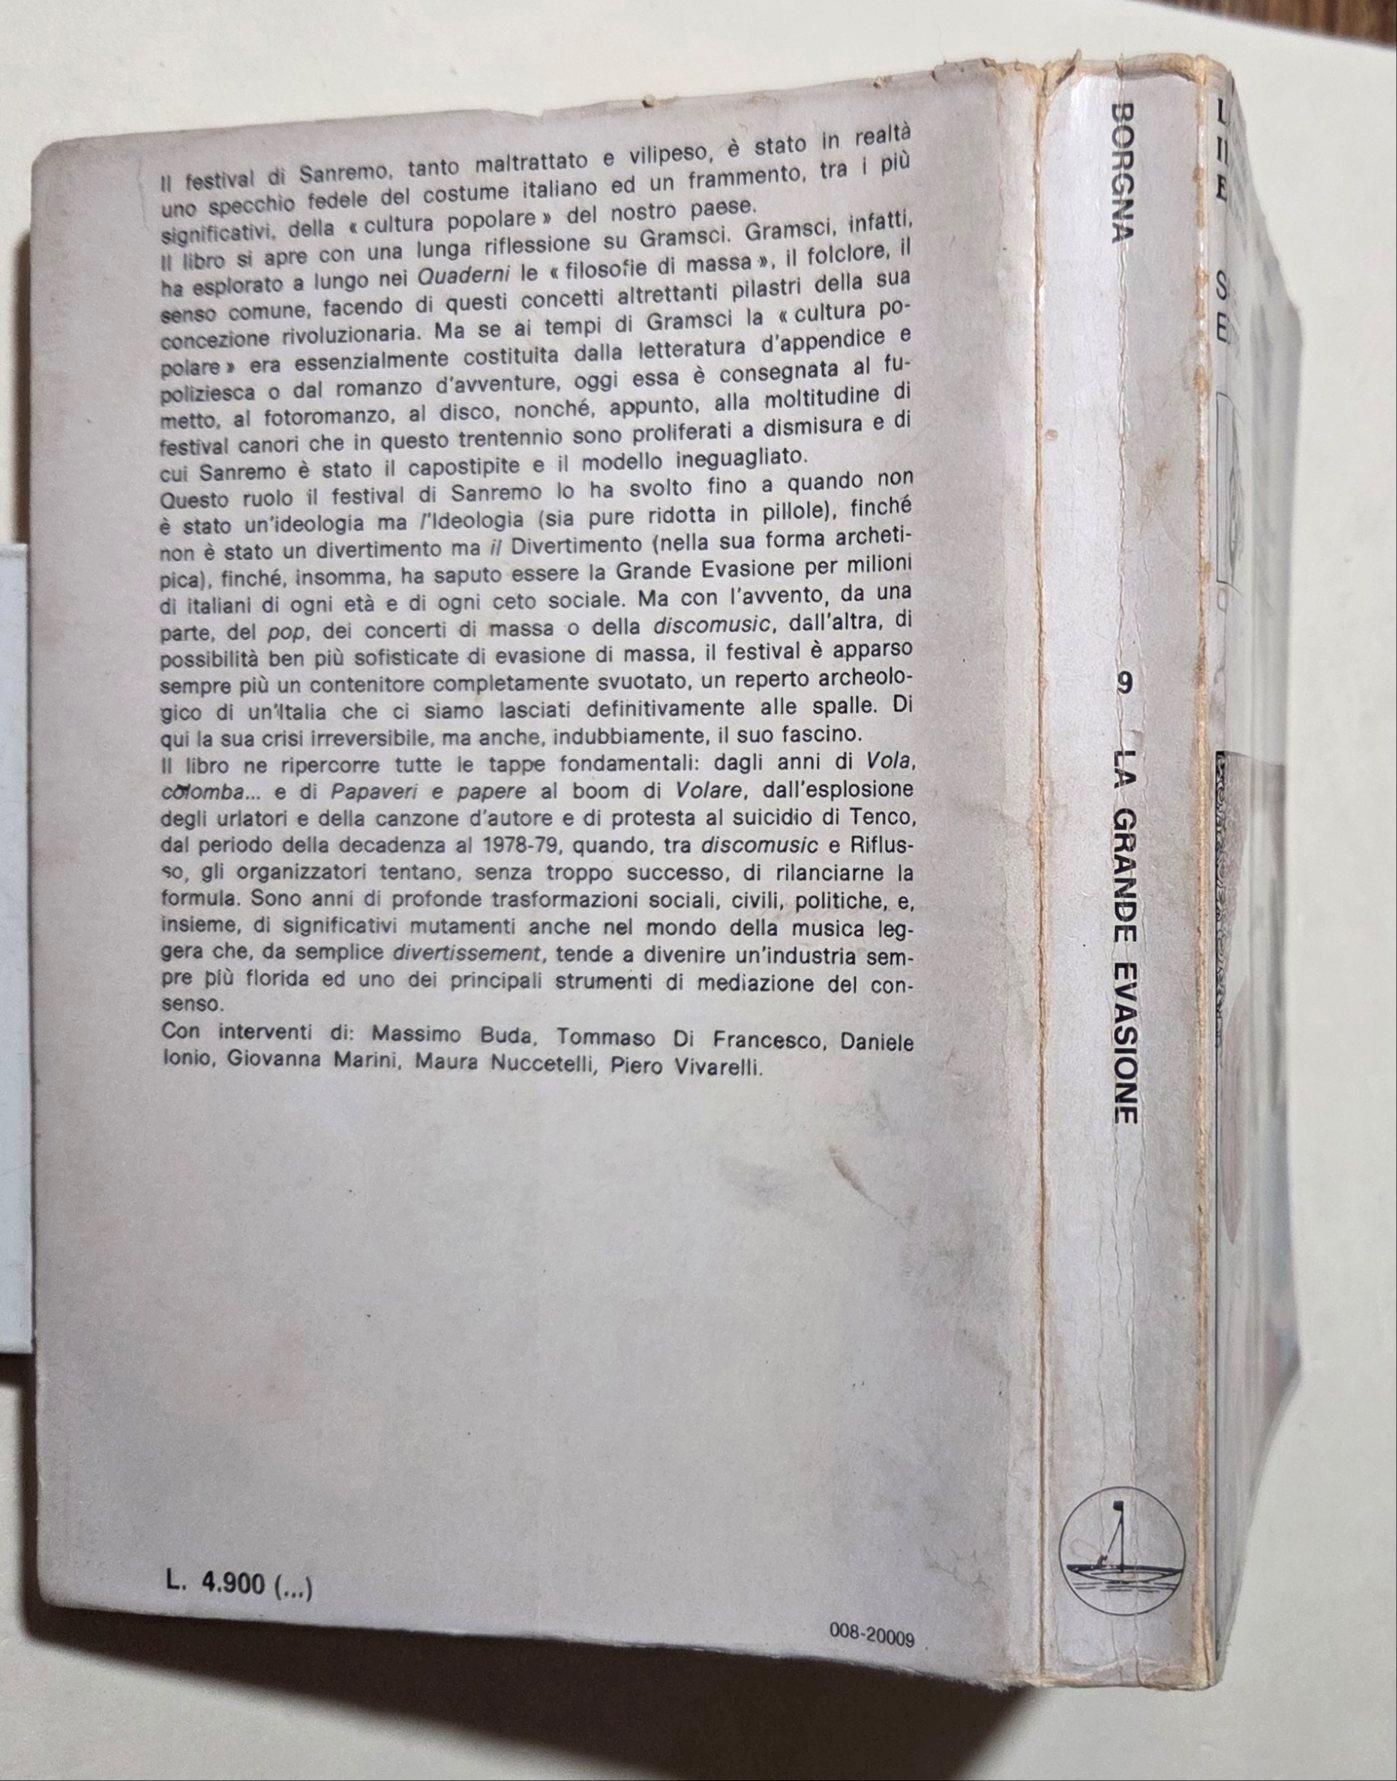 Il festival di Sanremo, tanto maltrattato e vilipeso, è stato in realtà
uno specchio fedele del costume italiano ed un frammento, tra i più
significativi, della « cultura popolare » del nostro paese.
Il libro si apre con una lunga riflessione su Gramsci. Gramsci, infatti,
ha esplorato a lungo nei Quaderni le « filosofie di massa », il folclore, il
senso comune, facendo di questi concetti altrettanti pilastri della sua
concezione rivoluzionaria. Ma se ai tempi di Gramsci la « cultura po-
polare » era essenzialmente costituita dalla letteratura d'appendice e
poliziesca o dal romanzo d'avventure, oggi essa è consegnata al fu-
metto, al fotoromanzo, al disco, nonché, appunto, alla moltitudine di
festival canori che in questo trentennio sono proliferati a dismisura e di
cui Sanremo è stato il capostipite e il modello ineguagliato.
Questo ruolo il festival di Sanremo lo ha svolto fino a quando non
è stato un'ideologia ma l'Ideologia (sia pure ridotta in pillole), finché
non è stato un divertimento ma il Divertimento (nella sua forma archeti-
pica), finché, insomma, ha saputo essere la Grande Evasione per milioni
di italiani di ogni età e di ogni ceto sociale. Ma con l'avvento, da una
parte, del pop, dei concerti di massa o della discomusic, dall'altra, di
possibilità ben più sofisticate di evasione di massa, il festival è apparso
sempre più un contenitore completamente svuotato, un reperto archeolo-
gico di un'Italia che ci siamo lasciati definitivamente alle spalle. Di
qui la sua crisi irreversibile, ma anche, indubbiamente, il suo fascino.
Il libro ne ripercorre tutte le tappe fondamentali: dagli anni di Vola,
colomba... e di Papaveri e papere al boom di Volare, dall'esplosione
degli urlatori e della canzone d'autore e di protesta al suicidio di Tenco,
dal periodo della decadenza al 1978-79, quando, tra discomusic e Riflus-
so, gli organizzatori tentano, senza troppo successo, di rilanciarne la
formula. Sono anni di profonde trasformazioni sociali, civili, politiche, e,
insieme, di significativi mutamenti anche nel mondo della musica leg-
gera che, da semplice divertissement, tende a divenire un'industria sem-
pre più florida ed uno dei principali strumenti di mediazione del con-
senso.
Con interventi di: Massimo Buda, Tommaso Di Francesco, Daniele
Ionio, Giovanna Marini, Maura Nuccetelli, Piero Vivarelli.
L. 4.900 (...)
008-20009
BORGNA 9 LA GRANDE EVASIONE